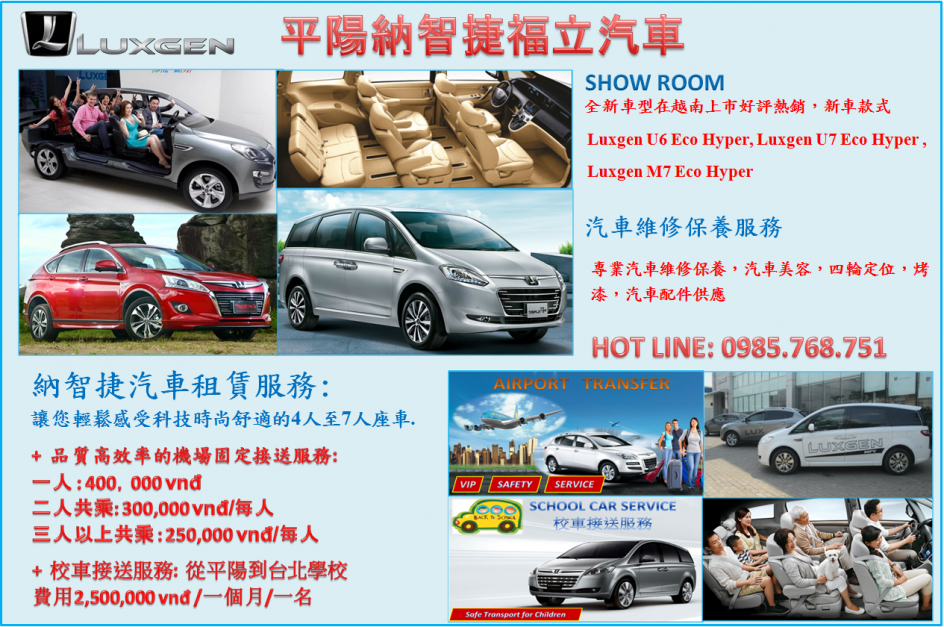 LUXGEN 平陽納智捷福立汽車
SHOW ROOM
全新車型在越南上市好評熱銷，新車款式
Luxgen U6 Eco Hyper, Luxgen U7 Eco Hyper ,
Luxgen M7 Eco Hyper
汽車維修保養服務
專業汽車維修保養，汽車美容，四輪定位，烤
漆，汽車配件供應
HOT LINE: 0985.768.751
納智捷汽車租賃服務:
讓您輕鬆感受科技時尚舒適的4人至7人座車.
+ 品質高效率的機場固定接送服務:
一人 : 400, 000 vnđ
二人共乘: 300,000 vnđ/每人
三人以上共乘 : 250,000 vnđ/每人
+ 校車接送服務: 從平陽到台北學校
費用2,500,000 vnđ /一個月/一名
AIRPORT TRANSFER
VIP SAFETY SERVICE
LUXGEN
SCHOOL CAR SERVICE
校車接送服務
BACK TO SCHOOL
Safe Transport for Children